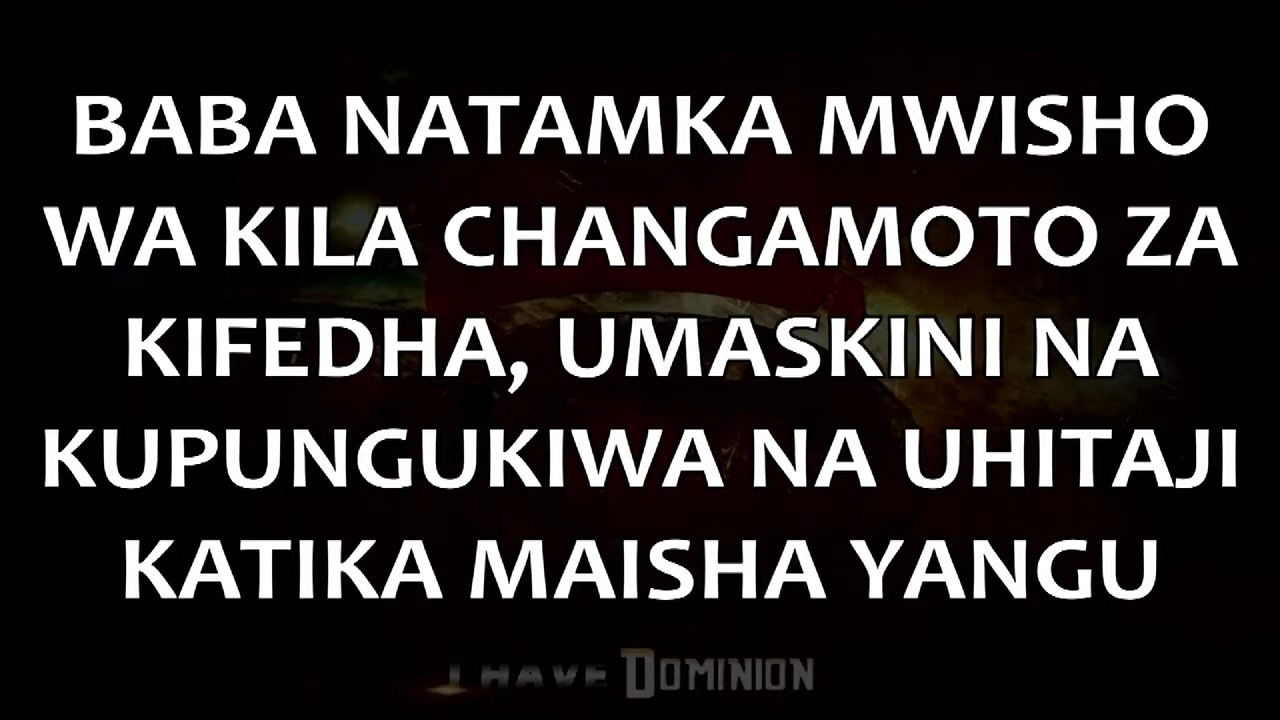 BABA NATAMKA MWISHO
WA KILA CHANGAMOTO ZA
KIFEDHA, UMASKINI NA
KUPUNGUKIWA NA UHITAJI
KATIKA MAISHA YANGU
I HAVE DOMINION